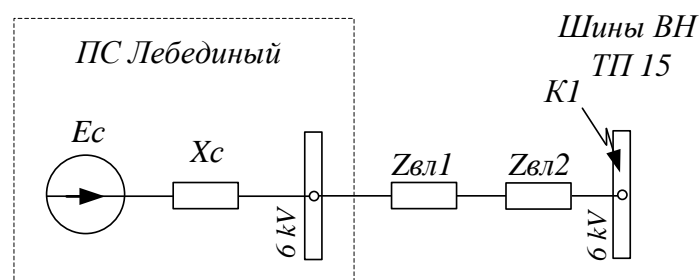 Шины ВН
ТП 15
ПС Лебединый
К1
Ес
Хс
Zвл1
Zвл2
6 kV
6 kV